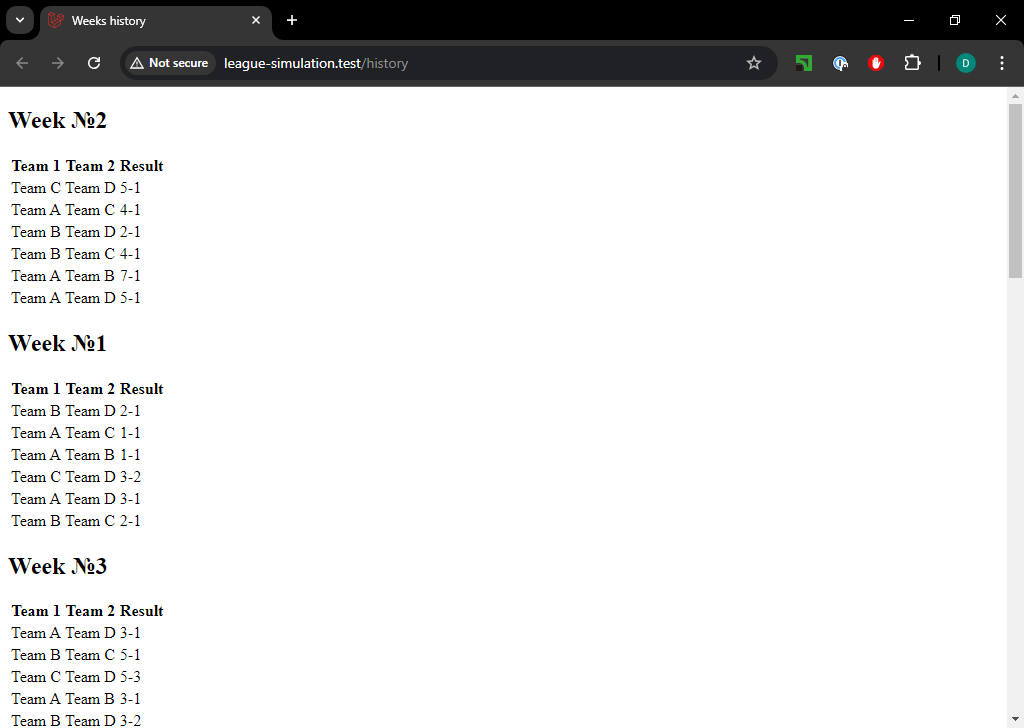 Weeks history
Not secure league-simulation.test/history
D
Week №2
Team 1 Team 2 Result
Team C Team D 5-1
Team A Team C 4-1
Team B Team D 2-1
Team B Team C 4-1
Team A Team B 7-1
Team A Team D 5-1
Week №1
Team 1 Team 2 Result
Team B Team D 2-1
Team A Team C 1-1
Team A Team B 1-1
Team C Team D 3-2
Team A Team D 3-1
Team B Team C 2-1
Week №3
Team 1 Team 2 Result
Team A Team D 3-1
Team B Team C 5-1
Team C Team D 5-3
Team A Team B 3-1
Team B Team D 3-2